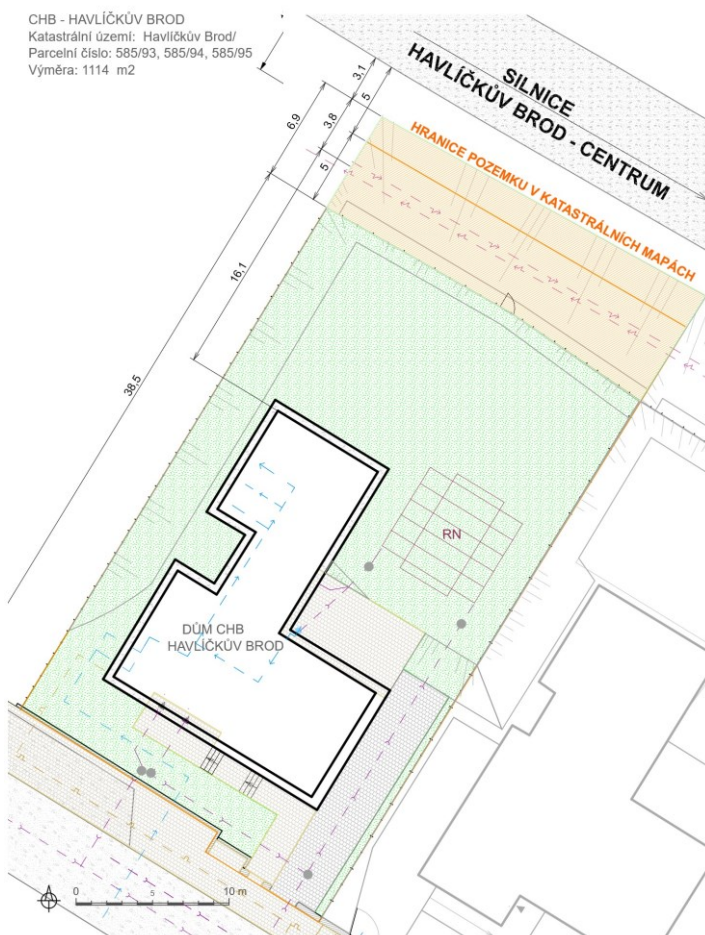 CHB - HAVLÍČKŮV BROD
Katastrální území: Havlíčkův Brod/
Parcelní číslo: 585/93, 585/94, 585/95
Výměra: 1114 m2
SILNICE
HAVLÍČKŮV BROD - CENTRUM
HRANICE POZEMKU V KATASTRÁLNÍCH MAPÁCH
3,1
5
3,8
6,9
5
16,1
38,5
RN
DŮM CHB
HAVLÍČKŮV BROD
0
5
10 m